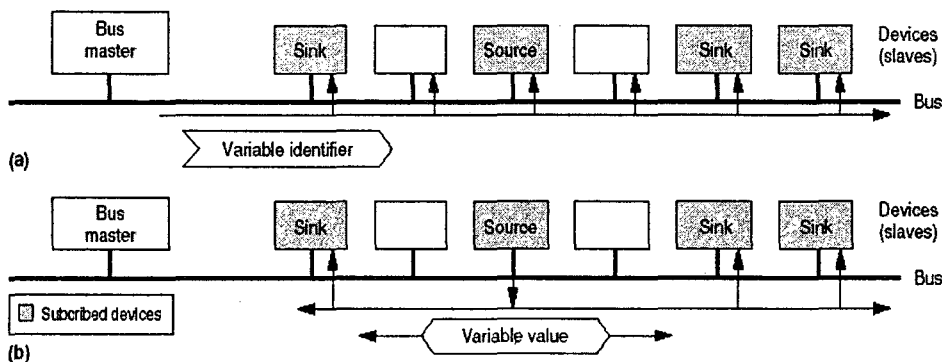 Bus
master
Sink
Source
Sink
Sink
Devices
(slaves)
Bus
Variable identifier
(a)
Bus
master
Sink
Source
Sink
Sink
Devices
(slaves)
Bus
Subcribed devices
Variable value
(b)